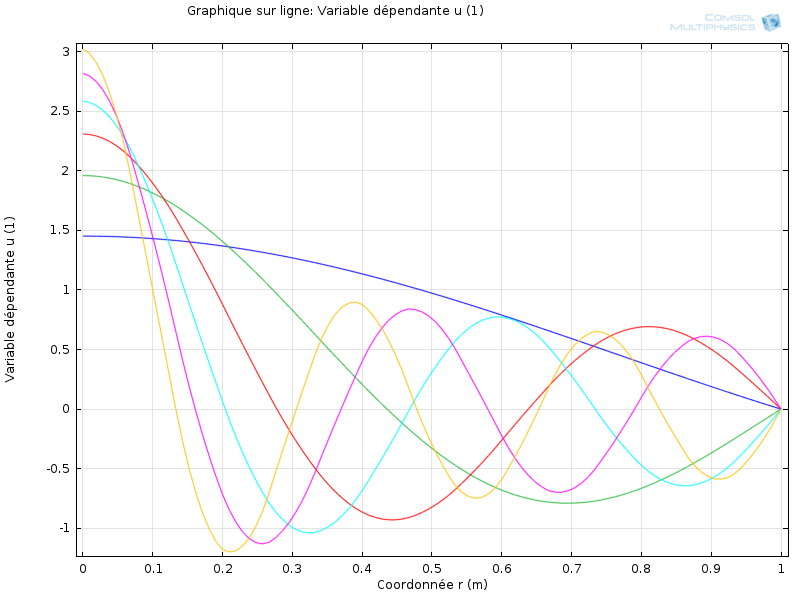 Graphique sur ligne: Variable dépendante u (1)
COMSOL
MULTIPHYSICS
3
2.5
2
1.5
1
0.5
0
-0.5
-1
Variable dépendante u (1)
0 0.1 0.2 0.3 0.4 0.5 0.6 0.7 0.8 0.9 1
Coordonnée r (m)